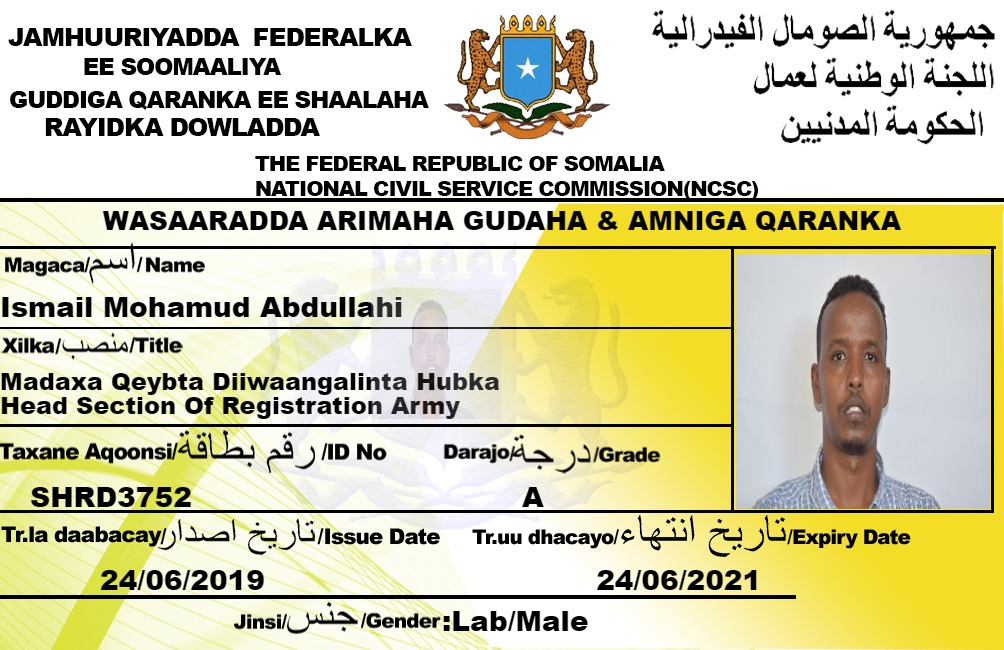 JAMHUURIYADDA FEDERALKA
EE SOOMAALIYA
GUDDIGA QARANKA EE SHAALAHA
RAYIDKA DOWLADDA
جمهورية الصومال الفيدرالية
اللجنة الوطنية لعمال
الحكومة المدنيين
THE FEDERAL REPUBLIC OF SOMALIA
NATIONAL CIVIL SERVICE COMMISSION(NCSC)
WASAARADDA ARIMAHA GUDAHA & AMNIGA QARANKA
Magaca/اسم/Name
Ismail Mohamud Abdullahi
Xilka/منصب/Title
Madaxa Qeybta Diiwaangalinta Hubka
Head Section Of Registration Army
Taxane Aqoonsi/رقم بطاقة/ID No Darajo/درجة/Grade
SHRD3752 A
Tr.la daabacay/تاريخ اصدار/Issue Date Tr.uu dhacayo/تاريخ انتهاء/Expiry Date
24/06/2019 24/06/2021
Jinsi/جنس/Gender:Lab/Male